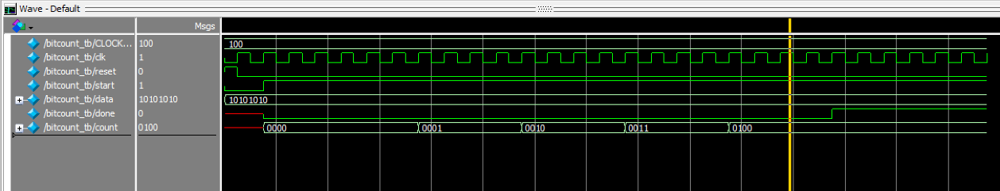 Wave - Default
Msgs
/bitcount_tb/CLOCK... 100 100
/bitcount_tb/clk 1
/bitcount_tb/reset 0
/bitcount_tb/start 1
/bitcount_tb/data 10101010 10101010
/bitcount_tb/done 0
/bitcount_tb/count 0100 0000 0001 0010 0011 0100